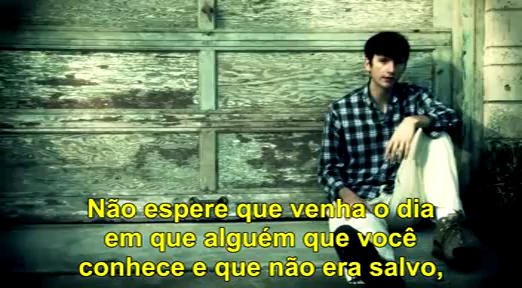 Não espere que venha o dia
em que alguém que você
conhece e que não era salvo,